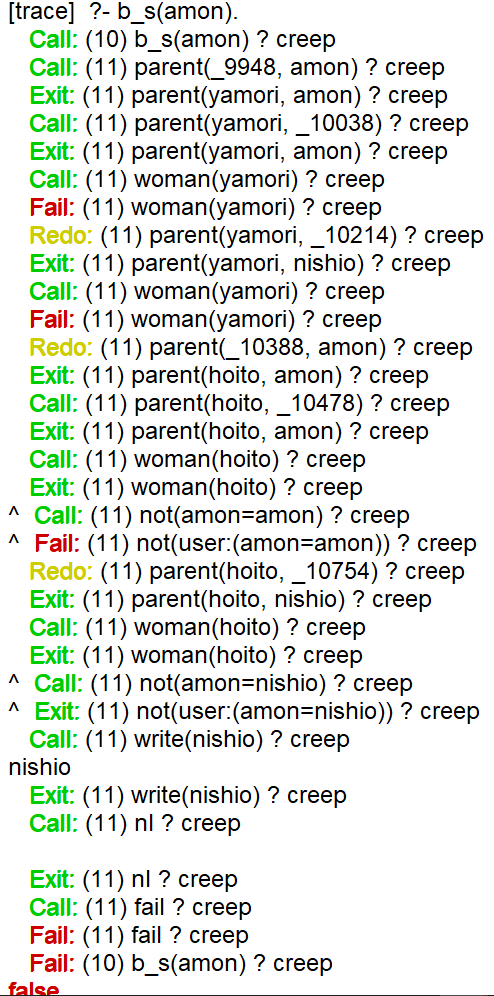 [trace]  ?- b_s(amon).
Call: (10) b_s(amon) ? creep
Call: (11) parent(_9948, amon) ? creep
Exit: (11) parent(yamori, amon) ? creep
Call: (11) parent(yamori, _10038) ? creep
Exit: (11) parent(yamori, amon) ? creep
Call: (11) woman(yamori) ? creep
Fail: (11) woman(yamori) ? creep
Redo: (11) parent(yamori, _10214) ? creep
Exit: (11) parent(yamori, nishio) ? creep
Call: (11) woman(yamori) ? creep
Fail: (11) woman(yamori) ? creep
Redo: (11) parent(_10388, amon) ? creep
Exit: (11) parent(hoito, amon) ? creep
Call: (11) parent(hoito, _10478) ? creep
Exit: (11) parent(hoito, amon) ? creep
Call: (11) woman(hoito) ? creep
Exit: (11) woman(hoito) ? creep
^ Call: (11) not(amon=amon) ? creep
^ Fail: (11) not(user:(amon=amon)) ? creep
Redo: (11) parent(hoito, _10754) ? creep
Exit: (11) parent(hoito, nishio) ? creep
Call: (11) woman(hoito) ? creep
Exit: (11) woman(hoito) ? creep
^ Call: (11) not(amon=nishio) ? creep
^ Exit: (11) not(user:(amon=nishio)) ? creep
Call: (11) write(nishio) ? creep
nishio
Exit: (11) write(nishio) ? creep
Call: (11) nl ? creep
Exit: (11) nl ? creep
Call: (11) fail ? creep
Fail: (11) fail ? creep
Fail: (10) b_s(amon) ? creep
false